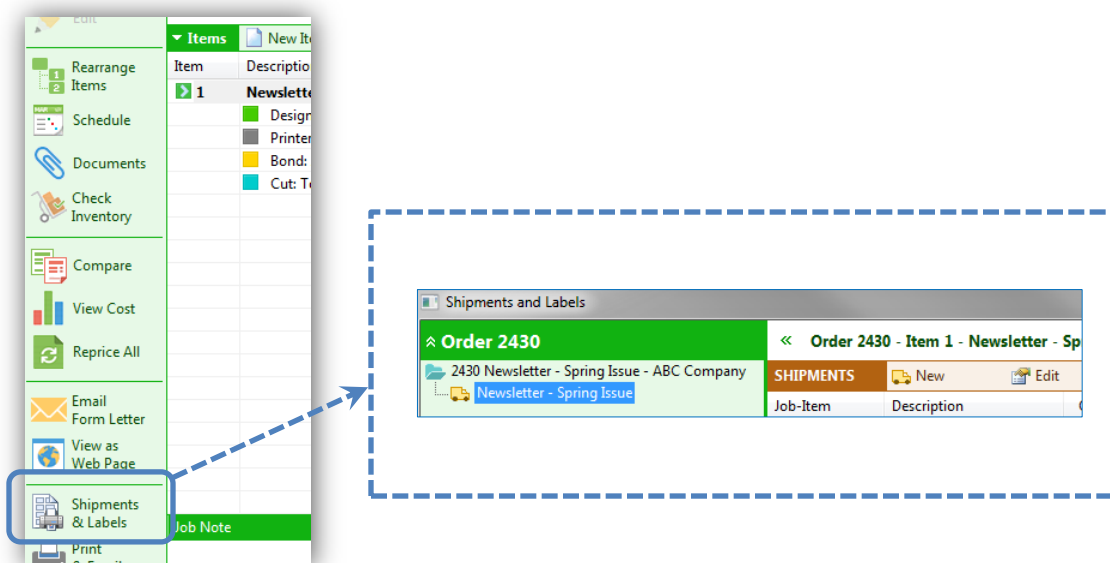 Edit
Rearrange
Items
Schedule
Documents
Check
Inventory
Compare
View Cost
Reprice All
Email
Form Letter
View as
Web Page
Shipments
& Labels
Print
Items New Ite
Item Descriptio
1 Newslette
Design
Printer
Bond:
Cut: T
Job Note
Shipments and Labels
Order 2430
2430 Newsletter - Spring Issue - ABC Company
Newsletter - Spring Issue
« Order 2430 - Item 1 - Newsletter - Sp
SHIPMENTS New Edit
Job-Item Description